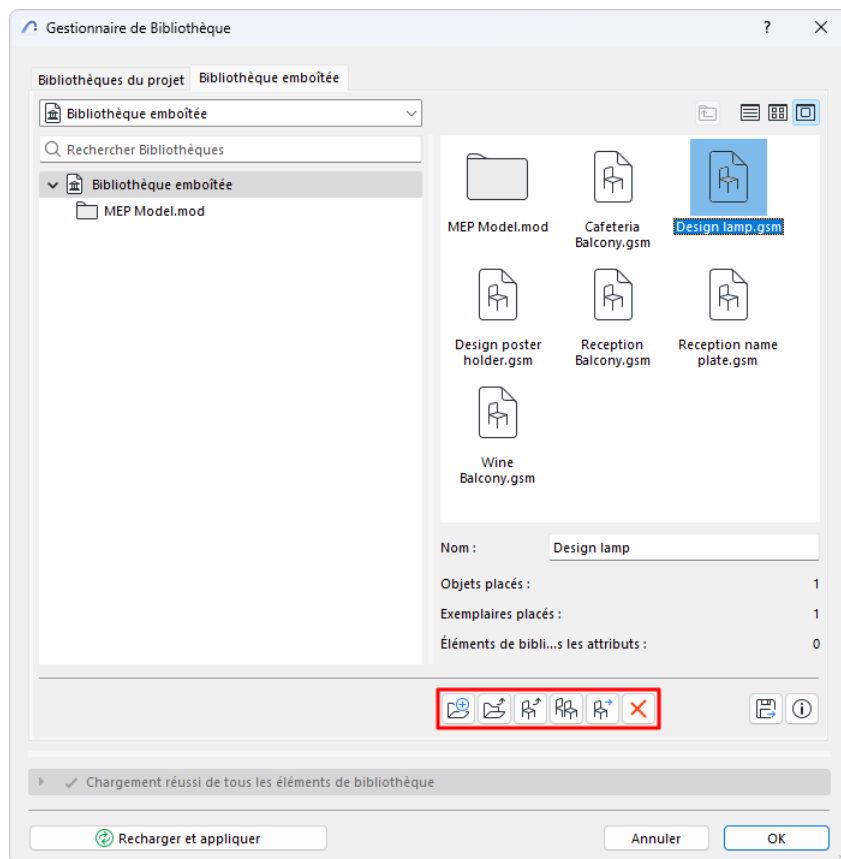 Gestionnaire de Bibliothèque
?
Bibliothèques du projet
Bibliothèque emboîtée
Bibliothèque emboîtée
Rechercher Bibliothèques
Bibliothèque emboîtée
MEP Model.mod
MEP Model.mod
Cafeteria
Balcony.gsm
Design lamp.gsm
Design poster
holder.gsm
Reception
Balcony.gsm
Reception name
plate.gsm
Wine
Balcony.gsm
Nom :
Design lamp
Objets placés :
1
Exemplaires placés :
1
Éléments de bibli...s les attributs :
0
Chargement réussi de tous les éléments de bibliothèque
Recharger et appliquer
Annuler
OK